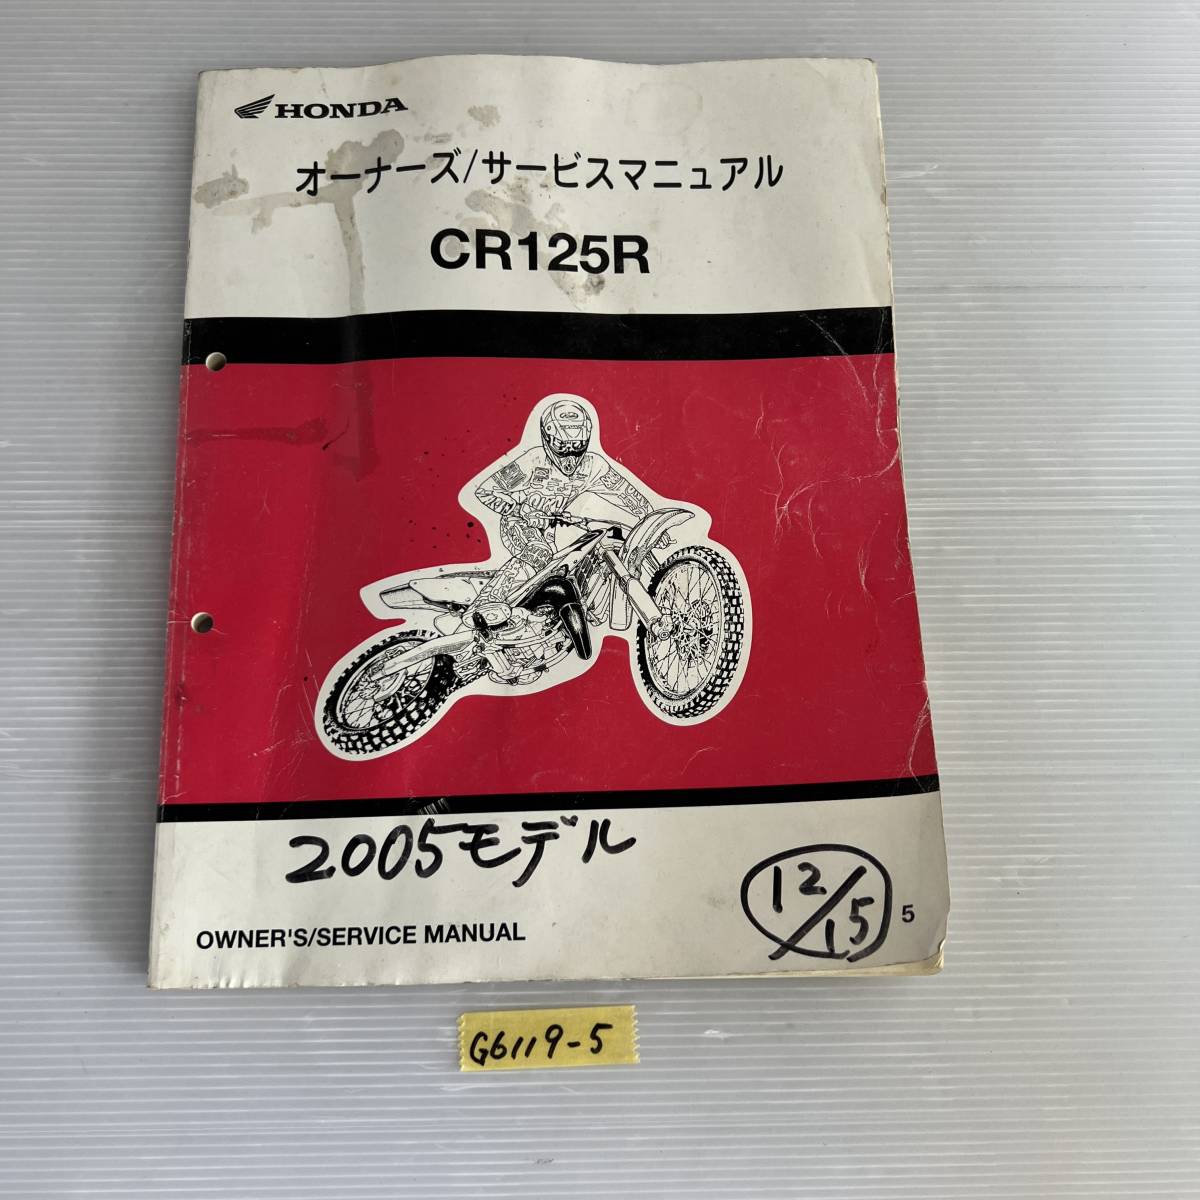 HONDA
オーナーズ/サービスマニュアル
CR125R
2005モデル
12/15
5
OWNER'S/SERVICE MANUAL
G6119-5